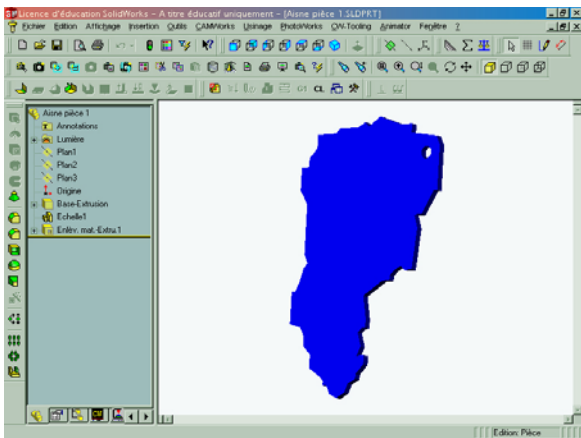 Licence d'éducation SolidWorks - A titre éducatif uniquement - [Aisne pièce 1.SLDPRT]
Fichier Edition Affichage Insertion Outils CAMWorks Usinage PhotoWorks CW-Tooling Animator Fenêtre ?
Aisne pièce 1
Annotations
Lumière
Plan1
Plan2
Plan3
Origine
Base-Extrusion
Echelle1
Enlèv. mat.-Extru.1
Edition: Pièce